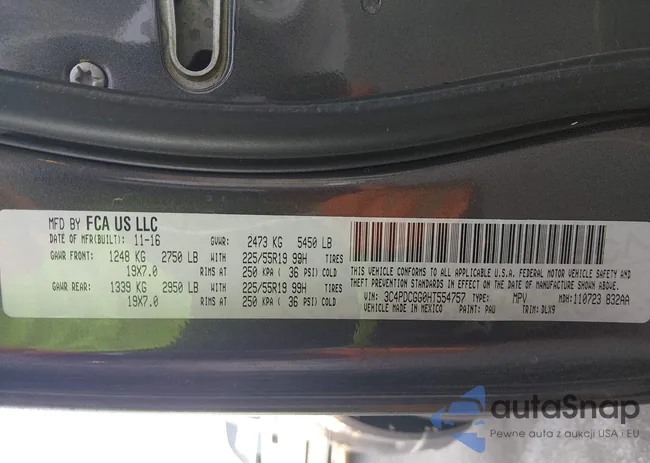 MFD BY FCA US LLC
DATE OF MFR(BUILT): 11-16 GVWR: 2473 KG 5450 LB
GAWR FRONT: 1248 KG 2750 LB WITH 225/55R19 99H TIRES
19X7.0 RIMS AT 250 KPA ( 36 PSI) COLD
GAWR REAR: 1339 KG 2950 LB WITH 225/55R19 99H TIRES
19X7.0 RIMS AT 250 KPA ( 36 PSI) COLD
THIS VEHICLE CONFORMS TO ALL APPLICABLE U.S.A. FEDERAL MOTOR VEHICLE SAFETY AND
THEFT PREVENTION STANDARDS IN EFFECT ON THE DATE OF MANUFACTURE SHOWN ABOVE.
VIN: 3C4PDCGG0HT554757 TYPE: MPV MDH: 110723 832AA
VEHICLE MADE IN MEXICO PAINT: PAU TRIM: DLX9
autaSnap
Pewne auta z aukcji USA i EU